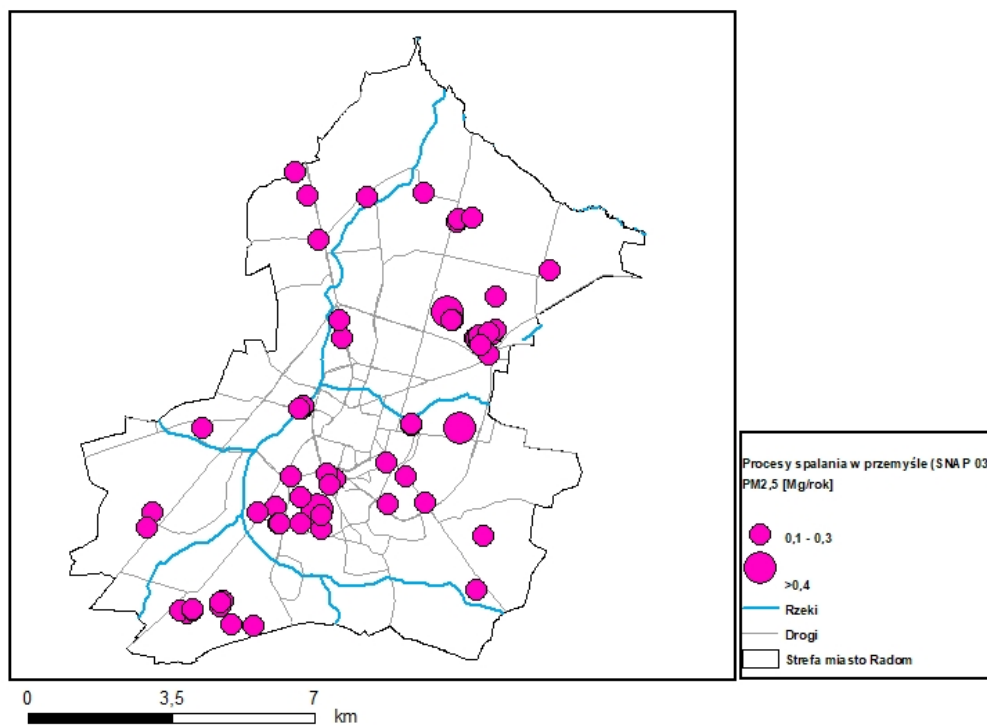 Procesy spalania w przemyśle (SNAP 03
PM2,5 [Mg/rok]
0,1 - 0,3
>0,4
Rzeki
Drogi
Strefa miasto Radom
0 3,5 7
km